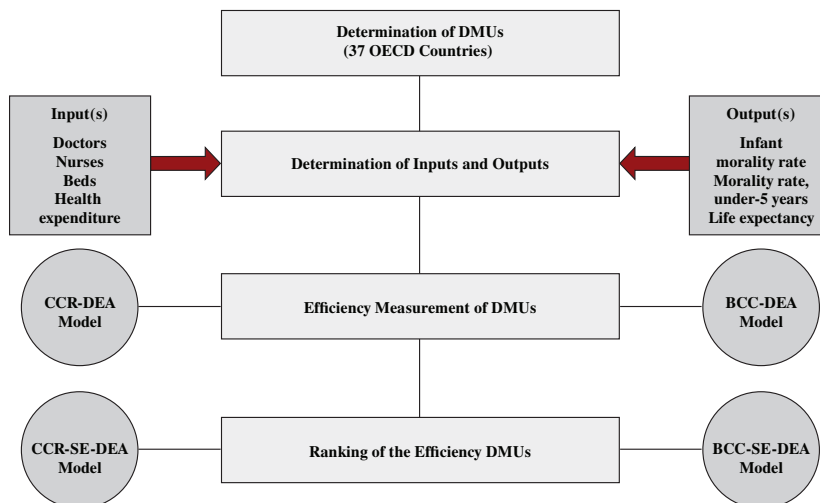 Determination of DMUs
(37 OECD Countries)
Input(s)
Doctors
Nurses
Beds
Health
expenditure
Determination of Inputs and Outputs
Output(s)
Infant
morality rate
Morality rate,
under-5 years
Life expectancy
CCR-DEA
Model
Efficiency Measurement of DMUs
BCC-DEA
Model
CCR-SE-DEA
Model
Ranking of the Efficiency DMUs
BCC-SE-DEA
Model